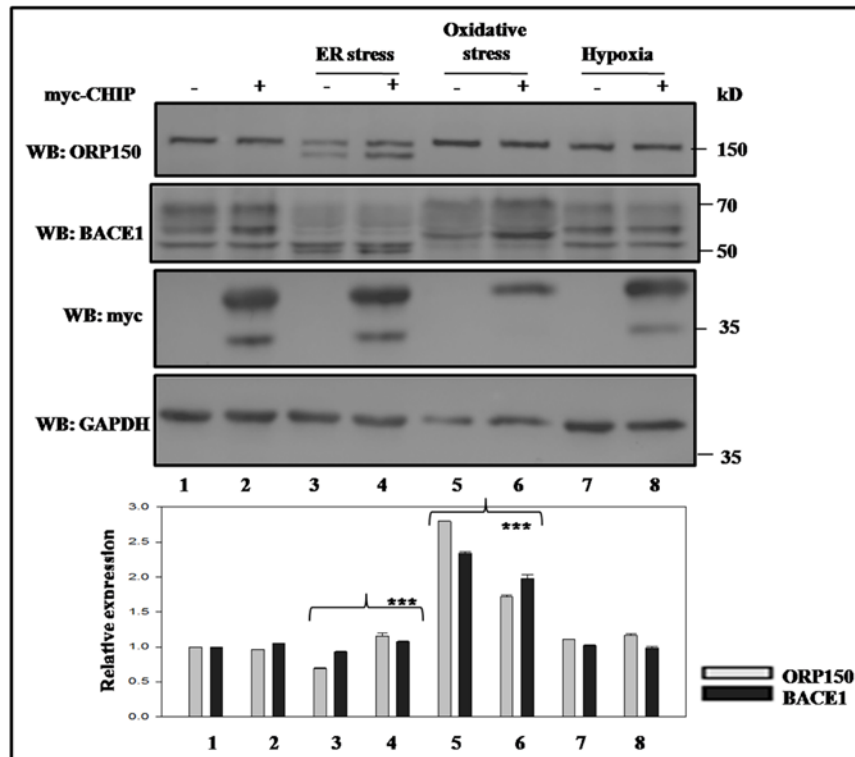 Oxidative
ER stress stress Hypoxia
myc-CHIP - + - + - + - + kD
WB: ORP150 150
WB: BACE1 70
50
WB: myc 35
WB: GAPDH 35
1 2 3 4 5 6 7 8
Relative expression
3.0
2.5
2.0
1.5
1.0
0.5
0.0
*** ***
1 2 3 4 5 6 7 8
ORP150
BACE1